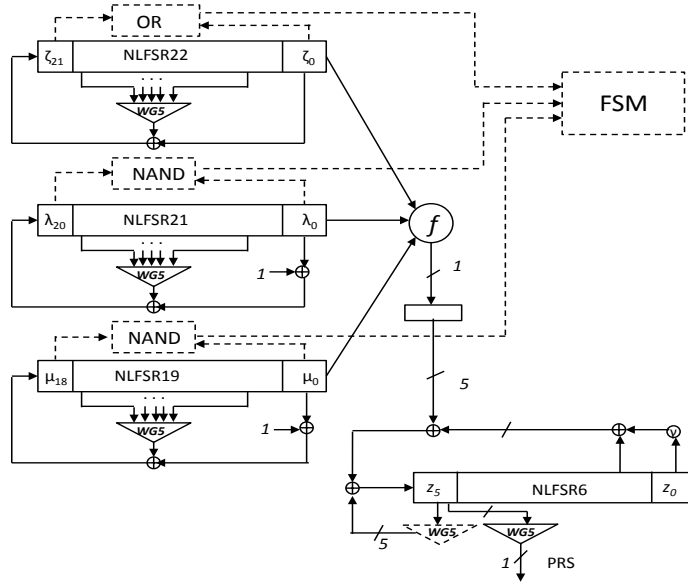 OR
ζ21 NLFSR22 ζ0
. . .
WG5
FSM
NAND
λ20 NLFSR21 λ0
. . .
WG5
1
f
1
NAND
μ18 NLFSR19 μ0
. . .
WG5
1
5
v
z5 NLFSR6 z0
5 WG5 WG5
1 PRS